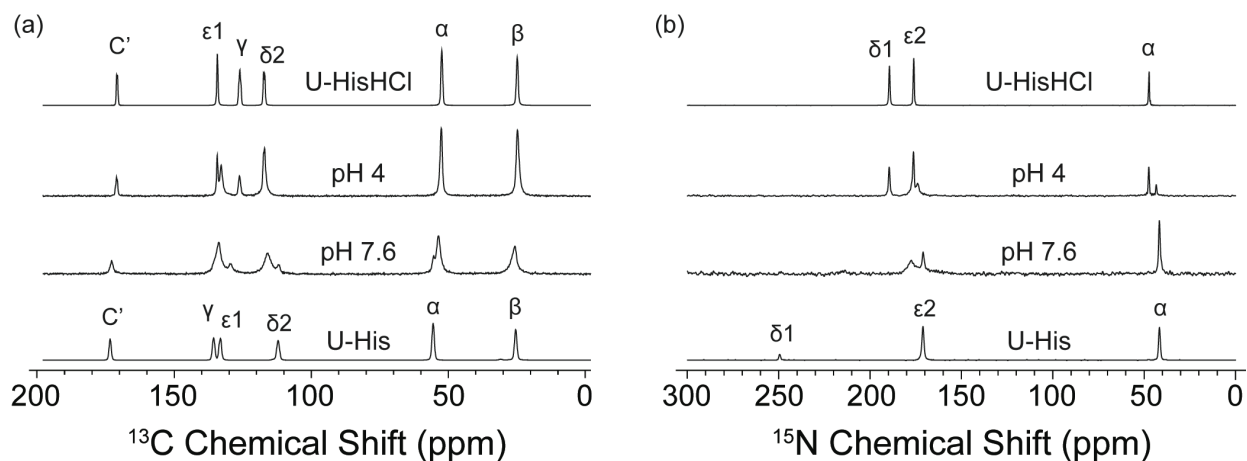 (a)
C’ ε1 γ δ2 α β
U-HisHCl
pH 4
pH 7.6
C’ γ ε1 δ2 α β
U-His
200 150 100 50 0
¹³C Chemical Shift (ppm)
(b)
δ1 ε2 α
U-HisHCl
pH 4
pH 7.6
δ1 ε2 α
U-His
300 250 200 150 100 50 0
¹⁵N Chemical Shift (ppm)